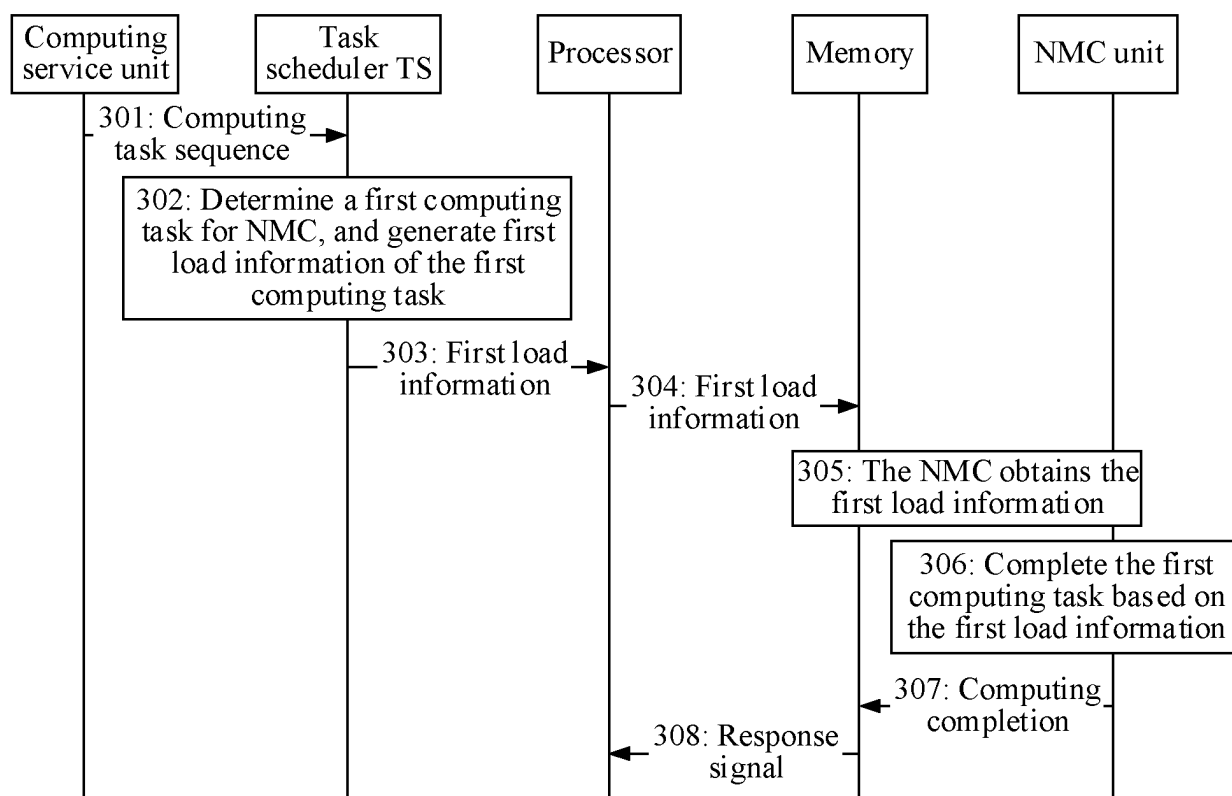 Computing
service unit
Task
scheduler TS
Processor
Memory
NMC unit
301: Computing
task sequence
302: Determine a first computing
task for NMC, and generate first
load information of the first
computing task
303: First load
information
304: First load
information
305: The NMC obtains the
first load information
306: Complete the first
computing task based on
the first load information
307: Computing
completion
308: Response
signal